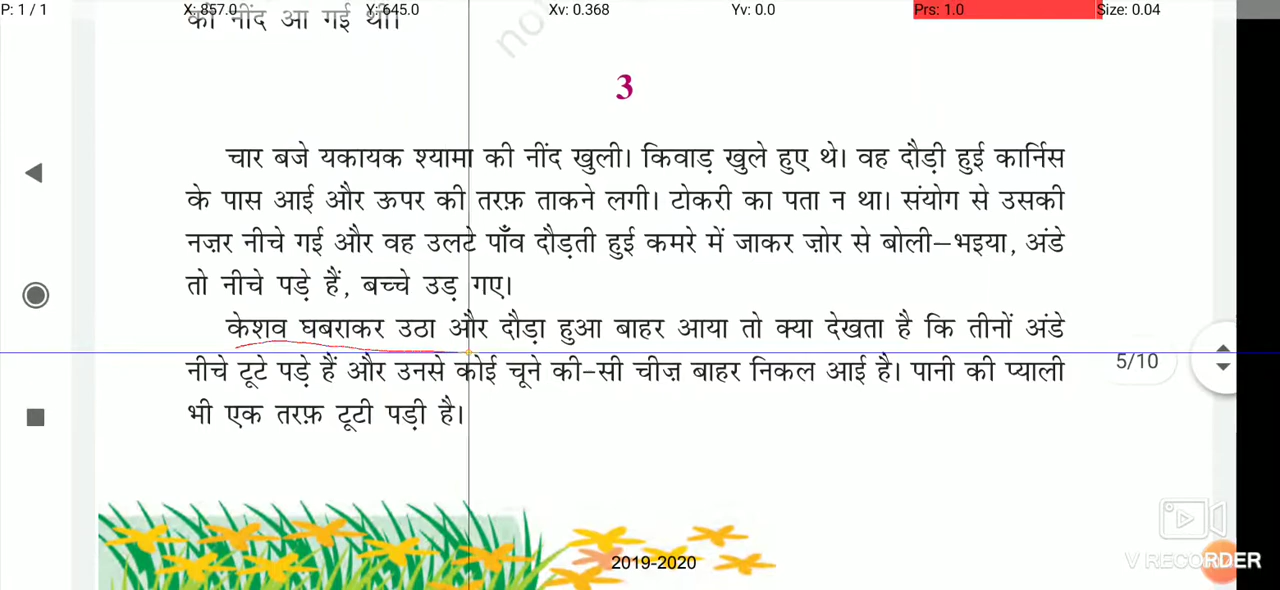 P: 1 / 1 X: 857.0 Y: 645.0 Xv: 0.368 Yv: 0.0 Prs: 1.0 Size: 0.04
की नींद आ गई थी।
3
चार बजे यकायक श्यामा की नींद खुली। किवाड़ खुले हुए थे। वह दौड़ी हुई कार्निस
के पास आई और ऊपर की तरफ़ ताकने लगी। टोकरी का पता न था। संयोग से उसकी
नज़र नीचे गई और वह उलटे पाँव दौड़ती हुई कमरे में जाकर ज़ोर से बोली–भइया, अंडे
तो नीचे पड़े हैं, बच्चे उड़ गए।
केशव घबराकर उठा और दौड़ा हुआ बाहर आया तो क्या देखता है कि तीनों अंडे
नीचे टूटे पड़े हैं और उनसे कोई चूने की-सी चीज़ बाहर निकल आई है। पानी की प्याली
भी एक तरफ़ टूटी पड़ी है।
5/10
2019-2020
V RECORDER